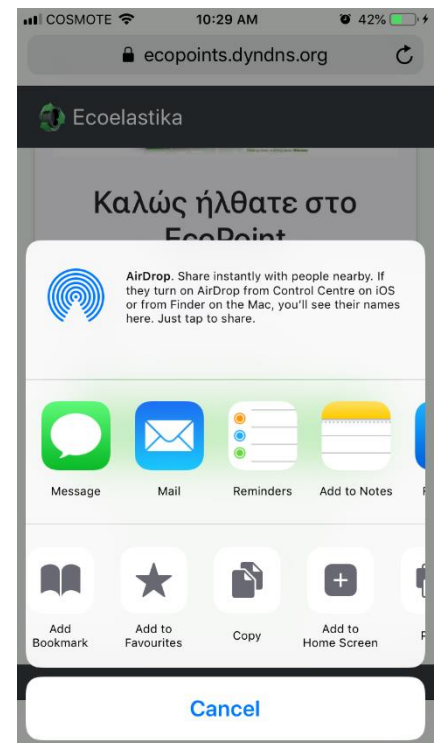 COSMOTE 10:29 AM 42%
ecopoints.dyndns.org
Ecoelastika
Καλώς ήλθατε στο
EcoPoint
AirDrop. Share instantly with people nearby. If
they turn on AirDrop from Control Centre on iOS
or from Finder on the Mac, you'll see their names
here. Just tap to share.
Message Mail Reminders Add to Notes
Add Bookmark
Add to Favourites
Copy
Add to Home Screen
Cancel